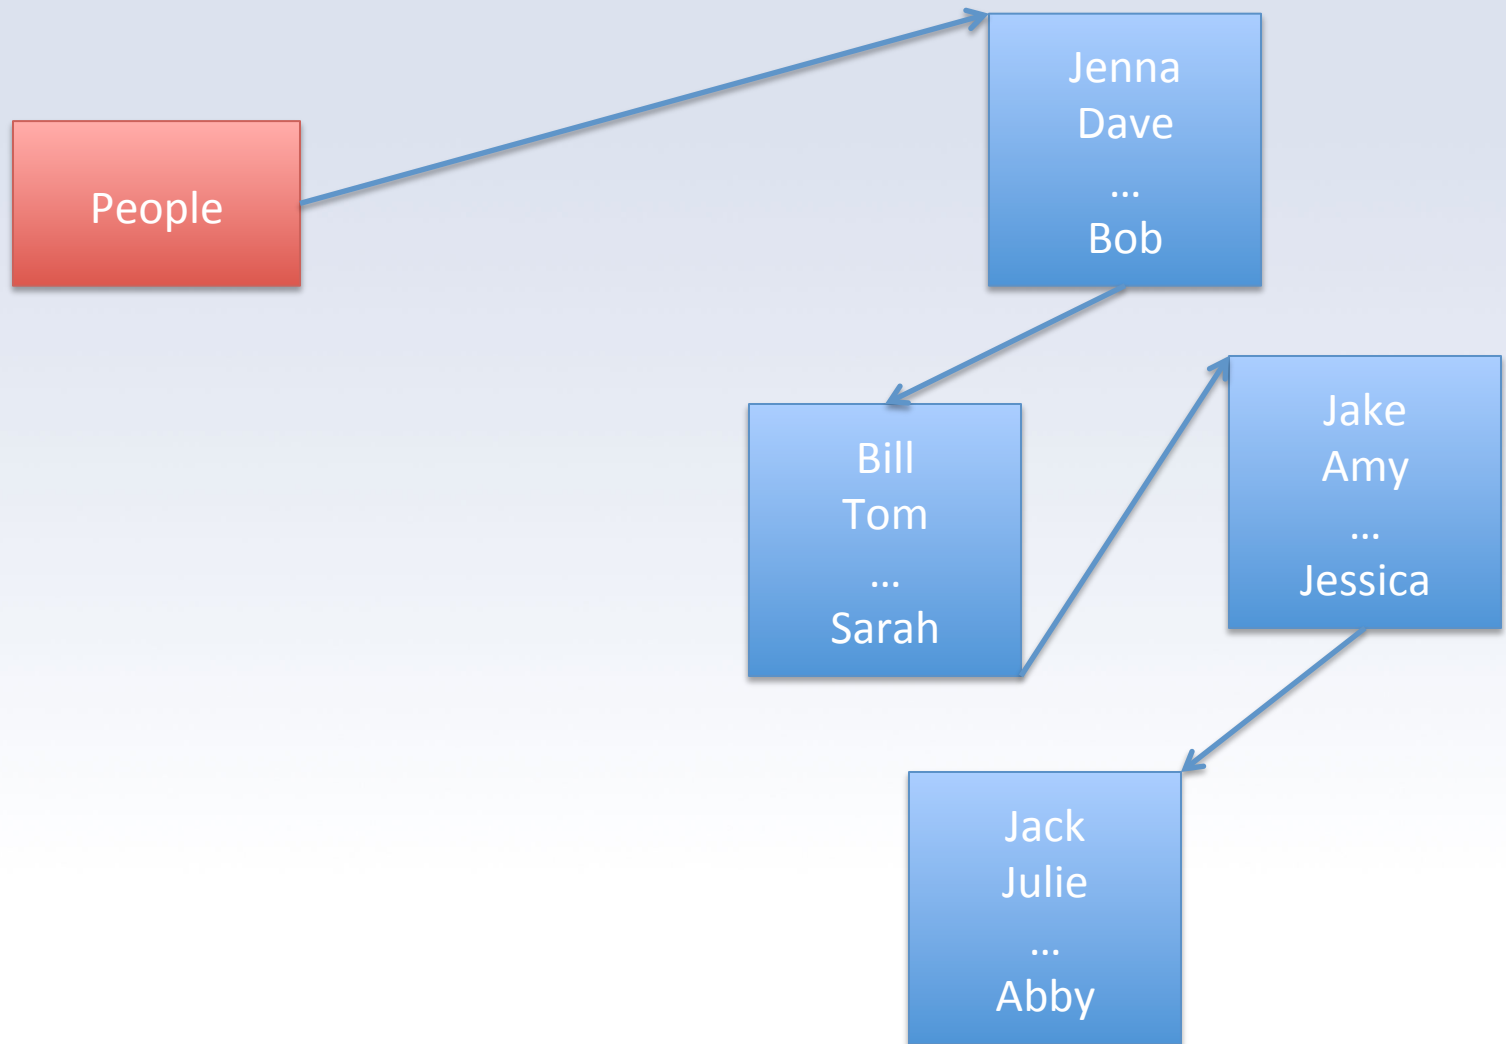 People
Jenna
Dave
...
Bob
Bill
Tom
...
Sarah
Jake
Amy
...
Jessica
Jack
Julie
...
Abby